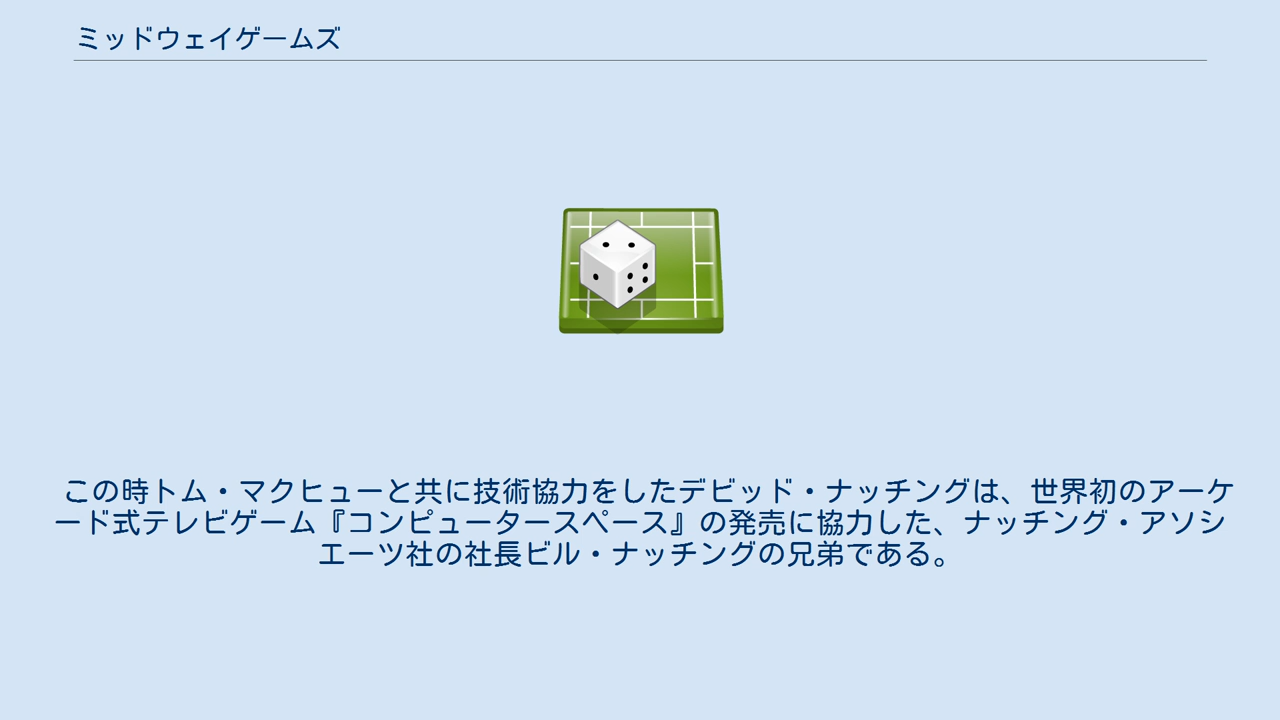 ミッドウェイゲームズ
この時トム・マクヒューと共に技術協力をしたデビッド・ナッチングは、世界初のアーケ
ード式テレビゲーム『コンピュータースペース』の発売に協力した、ナッチング・アソシ
エーツ社の社長ビル・ナッチングの兄弟である。